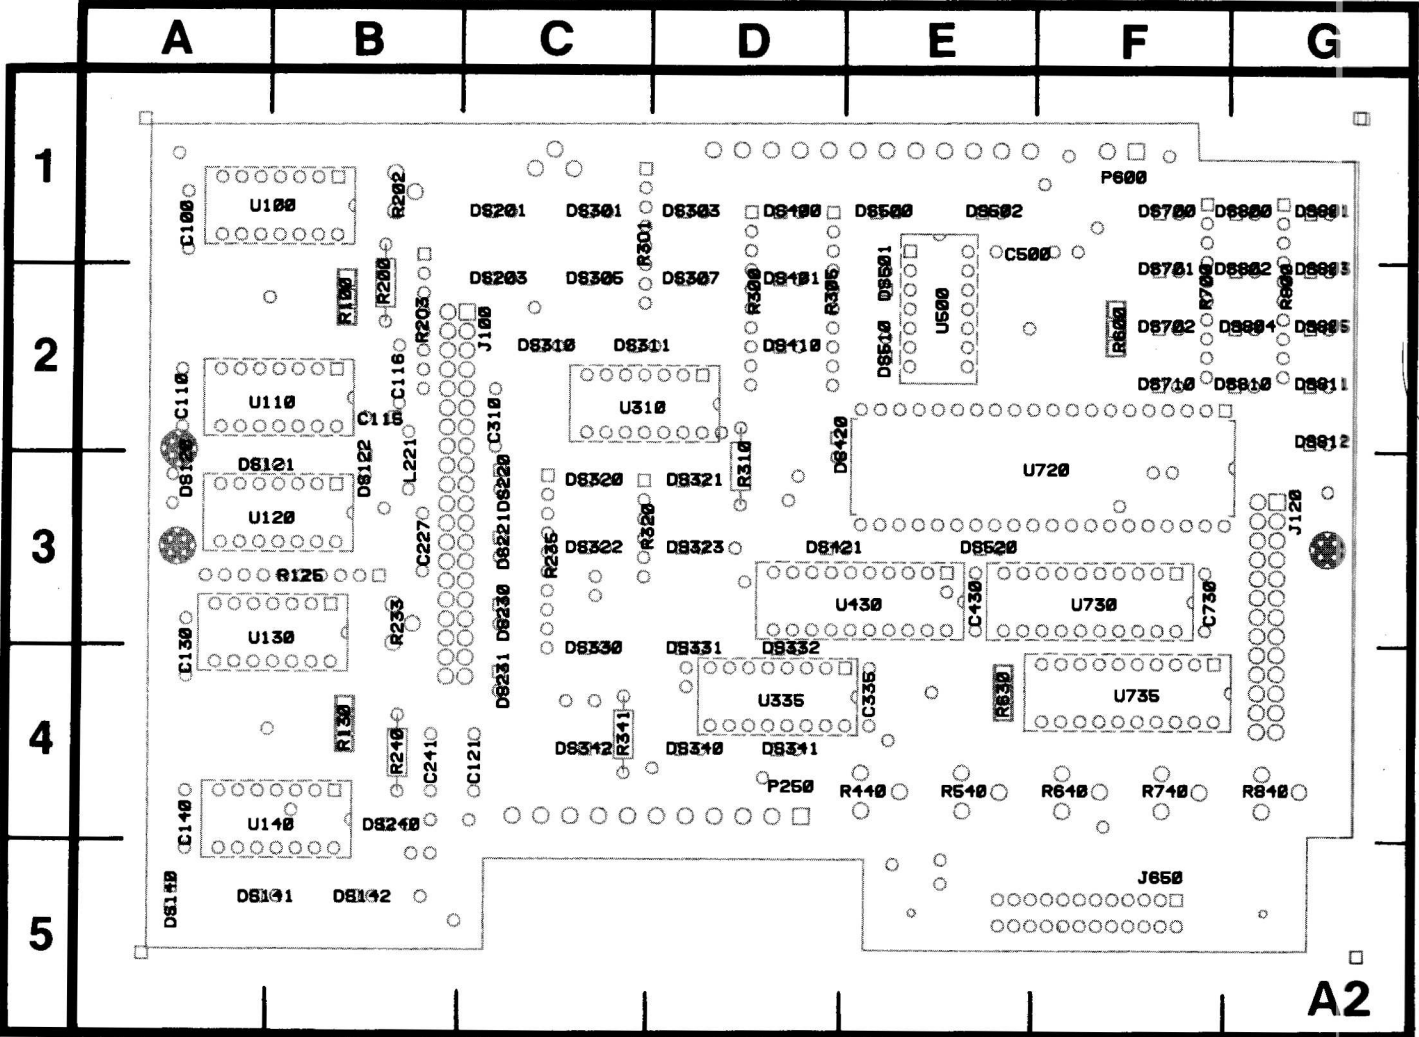 A B C D E F G
1
P600
U100 R202
DS201 DS301 DS303 DS400 DS500 DS502 DS700 DS800 DS801
C100 R301
C500 DS501
DS203 DS305 DS307 DS401 DS701 DS802 DS803
R100 R200 R203 R300 R305 U500 R600 R700 R800
2
J100 DS310 DS311 DS410 DS510 DS702 DS804 DS805
C116
C110 U110 C115 U310 C310 DS710 DS810 DS811
DS420 DS812
DS120 DS121 DS122 L221 DS220 DS320 DS321 R310 U720
U120 R320 J120
3
C227 DS221 R235 DS322 DS323 DS421 DS520
R125
DS230 U430 C430 U730 C730
C130 U130 R233
DS330 DS331 DS332
DS231 U335 C335 R630 U735
4
R130 R240 C241 C121 DS342 R341 DS340 DS341
P250 R440 R540 R640 R740 R840
C140 U140 DS240
J650
DS140 DS141 DS142
5
A2